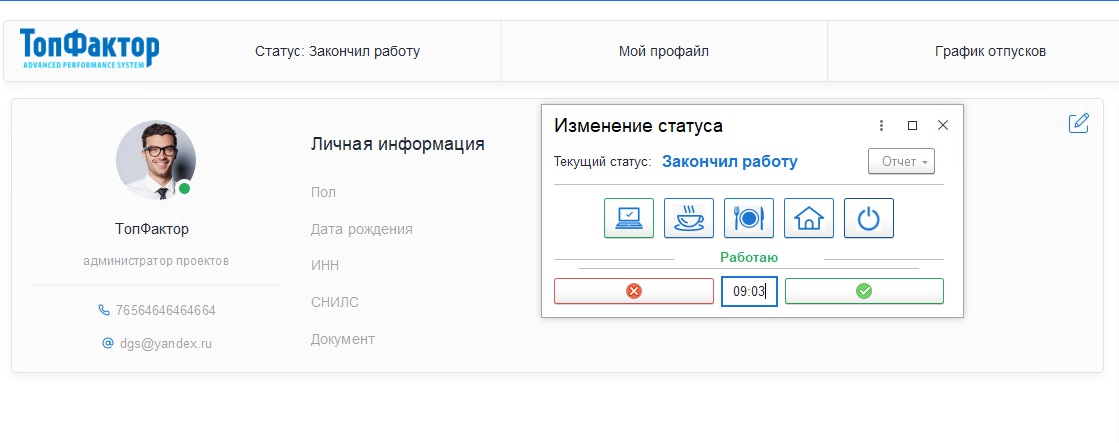 ТопФактор
ADVANCED PERFORMANCE SYSTEM
Статус: Закончил работу
Мой профайл
График отпусков
ТопФактор
администратор проектов
76564646464664
dgs@yandex.ru
Личная информация
Пол
Дата рождения
ИНН
СНИЛС
Документ
Изменение статуса
Текущий статус: Закончил работу
Отчет
Работаю
09:03